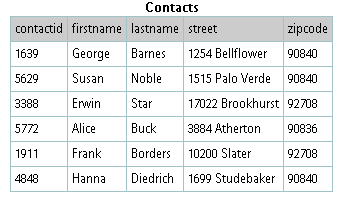 Contacts
contactid firstname lastname street zipcode
1639 George Barnes 1254 Bellflower 90840
5629 Susan Noble 1515 Palo Verde 90840
3388 Erwin Star 17022 Brookhurst 92708
5772 Alice Buck 3884 Atherton 90836
1911 Frank Borders 10200 Slater 92708
4848 Hanna Diedrich 1699 Studebaker 90840